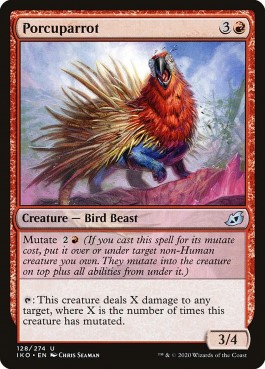 Porcuparrot 3
Creature — Bird Beast
Mutate 2 (If you cast this spell for its mutate
cost, put it over or under target non-Human
creature you own. They mutate into the creature
on top plus all abilities from under it.)
: This creature deals X damage to any
target, where X is the number of times this
creature has mutated.
3/4
128/274 U
IKO • EN Chris Seaman
™ & © 2020 Wizards of the Coast